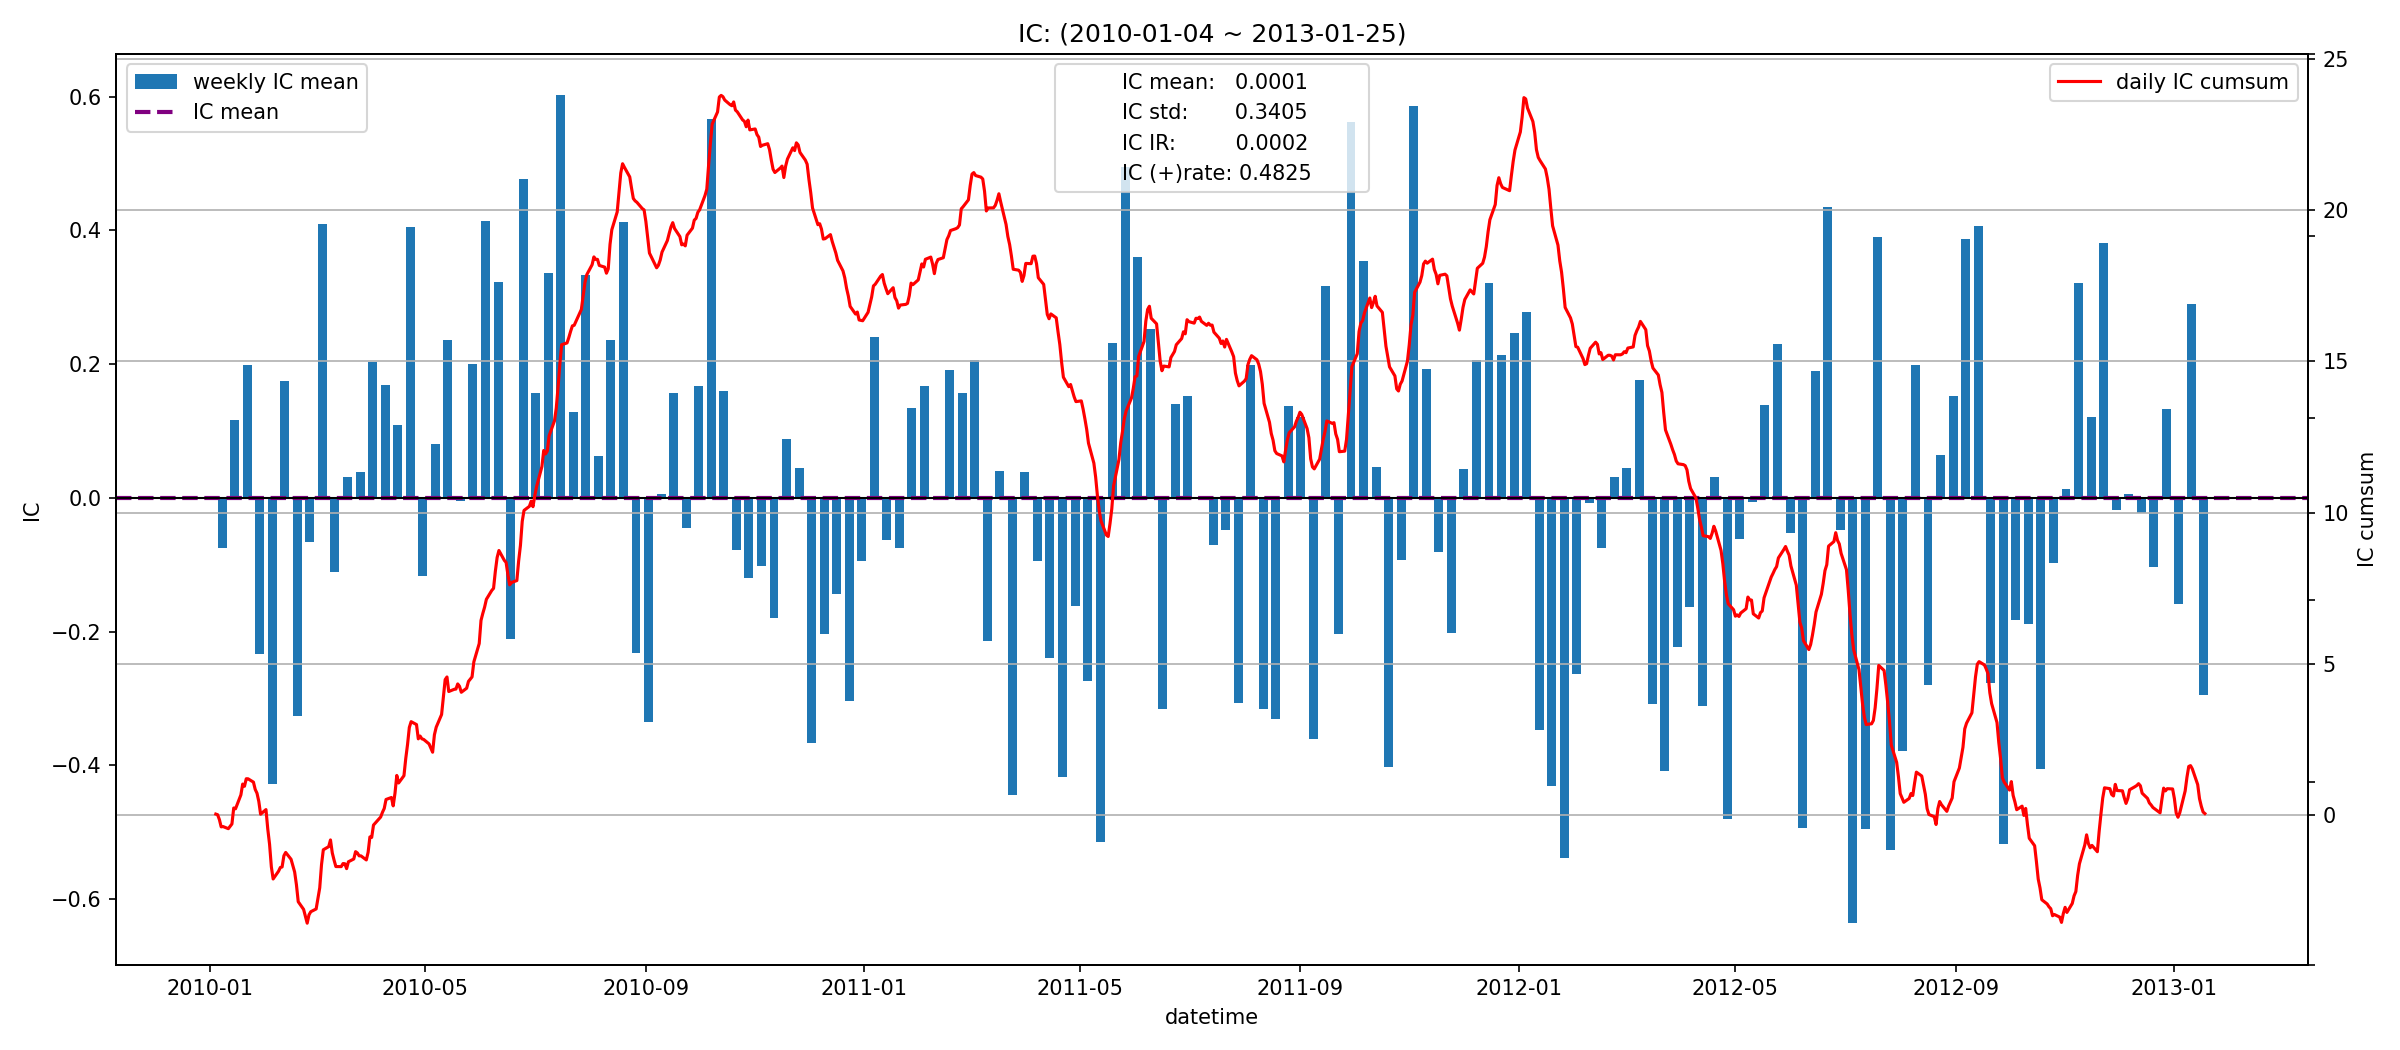 IC: (2010-01-04 ~ 2013-01-25)
weekly IC mean
IC mean
IC mean: 0.0001
IC std: 0.3405
IC IR: 0.0002
IC (+)rate: 0.4825
daily IC cumsum
IC
0.6
0.4
0.2
0.0
−0.2
−0.4
−0.6
25
20
15
10
5
0
IC cumsum
2010-01 2010-05 2010-09 2011-01 2011-05 2011-09 2012-01 2012-05 2012-09 2013-01
datetime